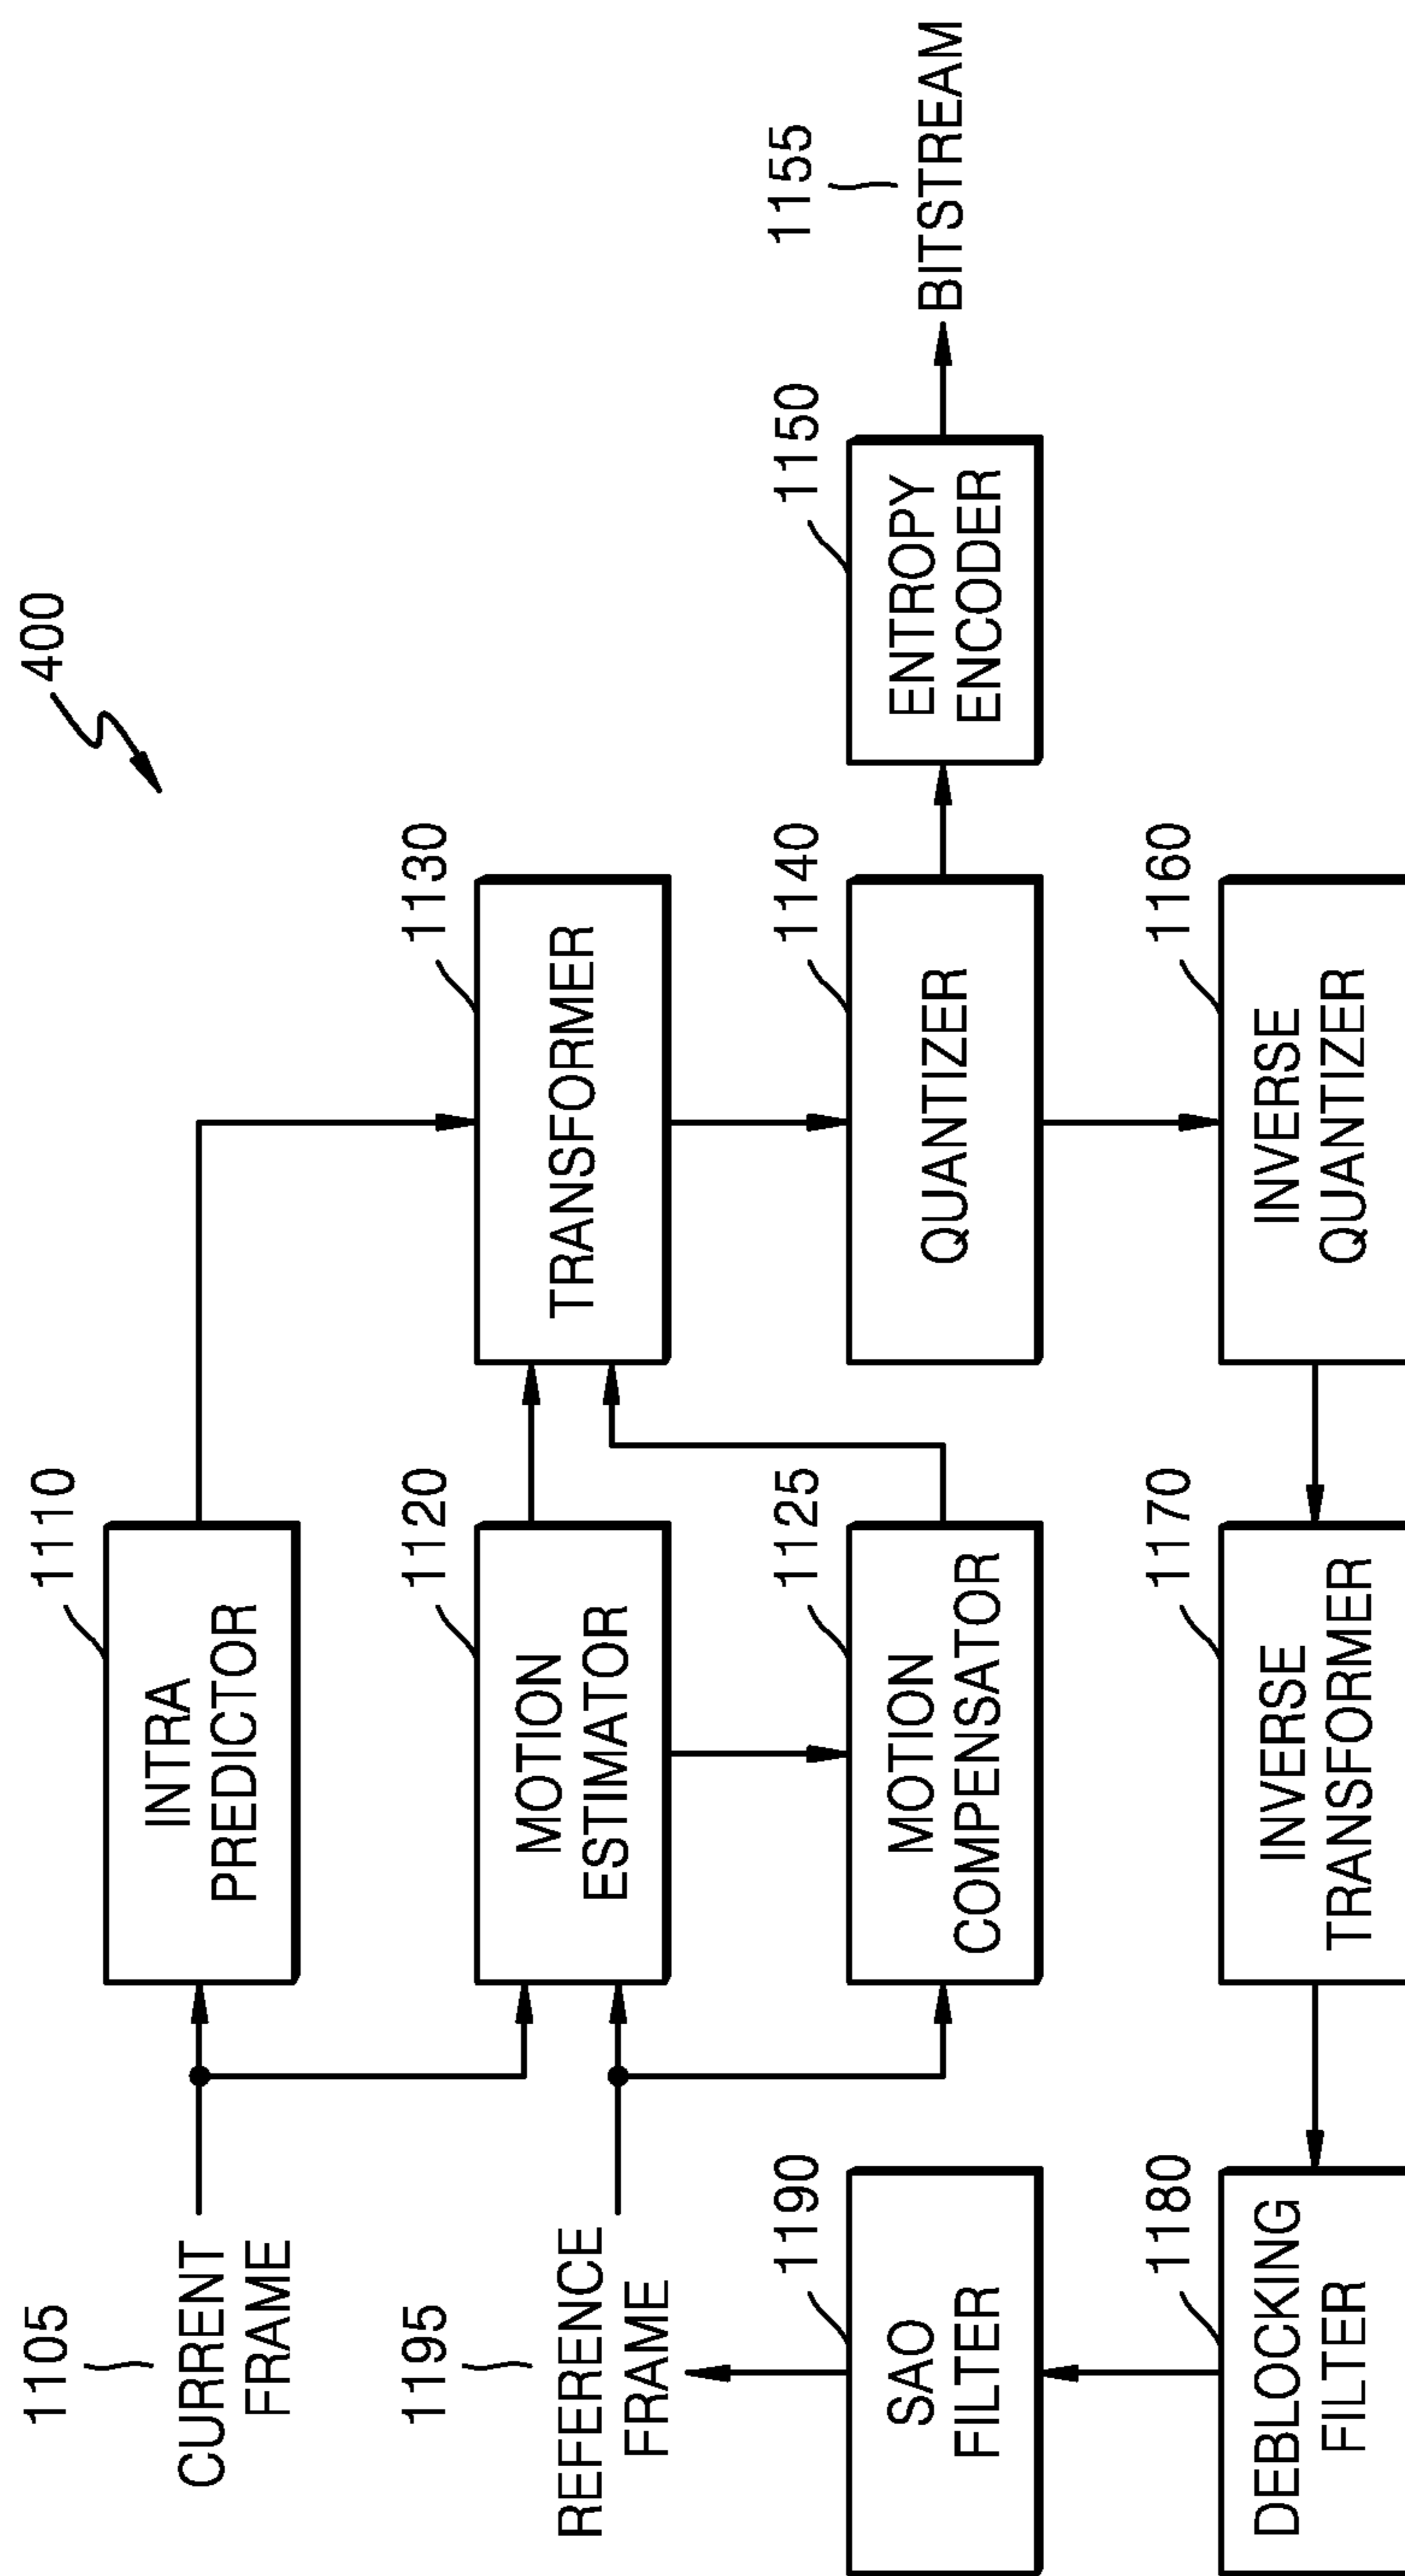 400
1105
CURRENT
FRAME
1110
INTRA
PREDICTOR
1195
REFERENCE
FRAME
1120
MOTION
ESTIMATOR
1130
TRANSFORMER
1190
SAO
FILTER
1125
MOTION
COMPENSATOR
1140
QUANTIZER
1150
ENTROPY
ENCODER
1155
BITSTREAM
1180
DEBLOCKING
FILTER
1170
INVERSE
TRANSFORMER
1160
INVERSE
QUANTIZER